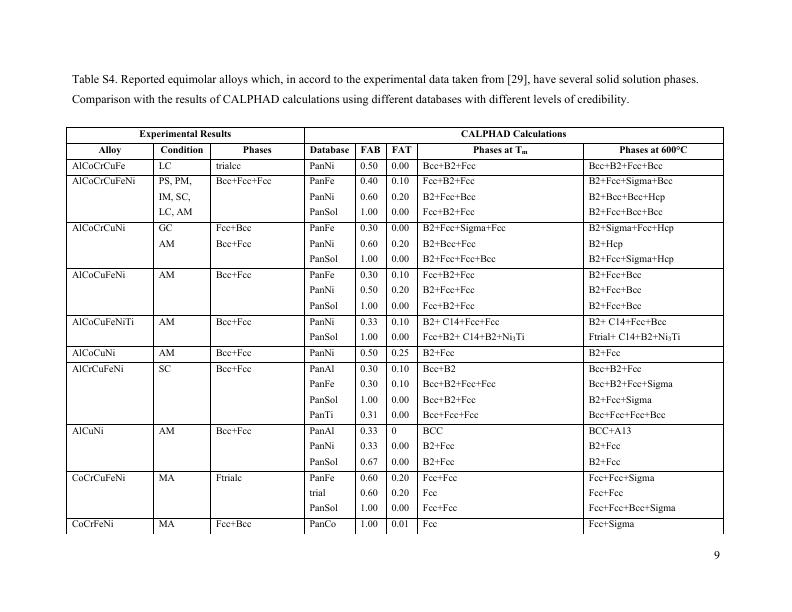 Table S4. Reported equimolar alloys which, in accord to the experimental data taken from [29], have several solid solution phases.
Comparison with the results of CALPHAD calculations using different databases with different levels of credibility.
Experimental Results CALPHAD Calculations
Alloy Condition Phases Database FAB FAT Phases at Tm Phases at 600°C
AlCoCrCuFe LC trialcc PanNi 0.50 0.00 Bcc+B2+Fcc Bcc+B2+Fcc+Bcc
AlCoCrCuFeNi PS, PM, Bcc+Fcc+Fcc PanFe 0.40 0.10 Fcc+B2+Fcc B2+Fcc+Sigma+Bcc
IM, SC, PanNi 0.60 0.20 B2+Fcc+Bcc B2+Bcc+Bcc+Hcp
LC, AM PanSol 1.00 0.00 Fcc+B2+Fcc B2+Fcc+Bcc+Bcc
AlCoCrCuNi GC Fcc+Bcc PanFe 0.30 0.00 B2+Fcc+Sigma+Fcc B2+Sigma+Fcc+Hcp
AM Bcc+Fcc PanNi 0.60 0.20 B2+Bcc+Fcc B2+Hcp
PanSol 1.00 0.00 B2+Fcc+Fcc+Bcc B2+Fcc+Sigma+Hcp
AlCoCuFeNi AM Bcc+Fcc PanFe 0.30 0.10 Fcc+B2+Fcc B2+Fcc+Bcc
PanNi 0.50 0.20 B2+Fcc+Fcc B2+Fcc+Bcc
PanSol 1.00 0.00 Fcc+B2+Fcc B2+Fcc+Bcc
AlCoCuFeNiTi AM Bcc+Fcc PanNi 0.33 0.10 B2+ C14+Fcc+Fcc B2+ C14+Fcc+Bcc
PanSol 1.00 0.00 Fcc+B2+ C14+B2+Ni3Ti Ftrial+ C14+B2+Ni3Ti
AlCoCuNi AM Bcc+Fcc PanNi 0.50 0.25 B2+Fcc B2+Fcc
AlCrCuFeNi SC Bcc+Fcc PanAl 0.30 0.10 Bcc+B2 Bcc+B2+Fcc
PanFe 0.30 0.10 Bcc+B2+Fcc+Fcc Bcc+B2+Fcc+Sigma
PanSol 1.00 0.00 Bcc+B2+Fcc B2+Fcc+Sigma
PanTi 0.31 0.00 Bcc+Fcc+Fcc Bcc+Fcc+Fcc+Bcc
AlCuNi AM Bcc+Fcc PanAl 0.33 0 BCC BCC+A13
PanNi 0.33 0.00 B2+Fcc B2+Fcc
PanSol 0.67 0.00 B2+Fcc B2+Fcc
CoCrCuFeNi MA Ftrialc PanFe 0.60 0.20 Fcc+Fcc Fcc+Fcc+Sigma
trial 0.60 0.20 Fcc Fcc+Fcc
PanSol 1.00 0.00 Fcc+Fcc Fcc+Fcc+Bcc+Sigma
CoCrFeNi MA Fcc+Bcc PanCo 1.00 0.01 Fcc Fcc+Sigma
9